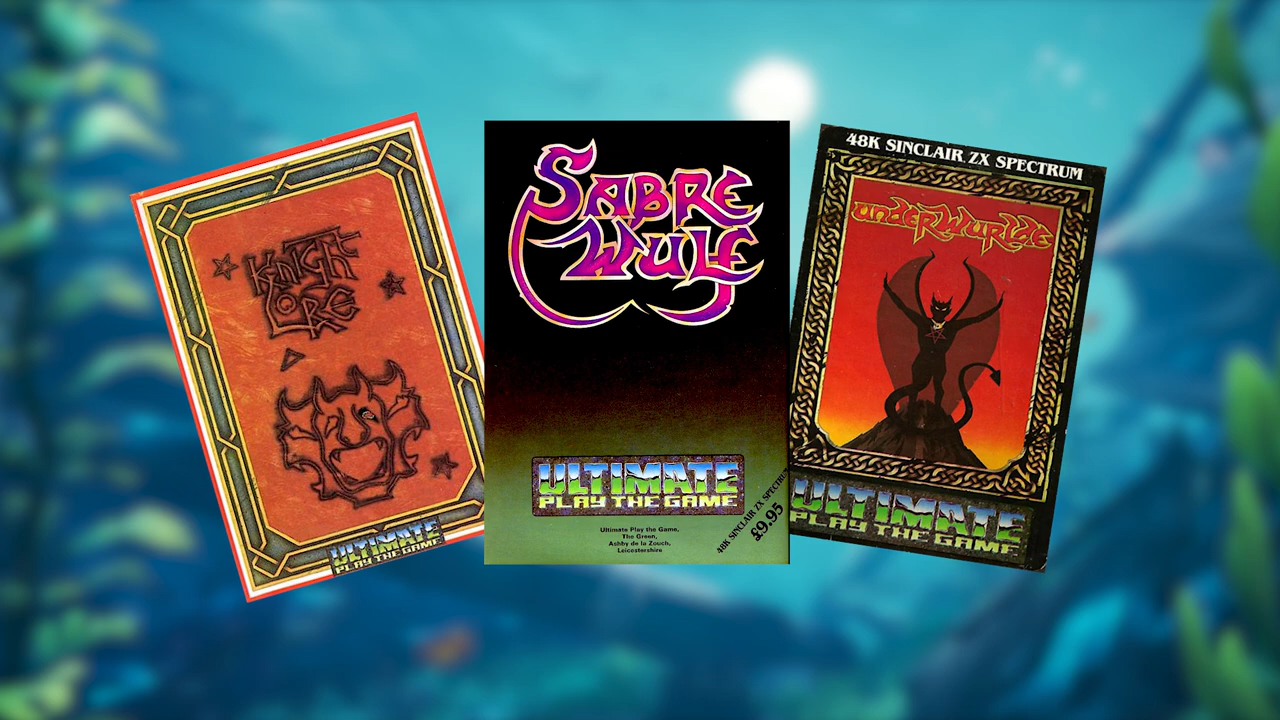 KNIGHT
LORE
ULTIMATE
PLAY THE GAME
SABRE
WULF
ULTIMATE
PLAY THE GAME
Ultimate Play the Game,
The Green,
Ashby de la Zouch,
Leicestershire
48K SINCLAIR ZX SPECTRUM
£9.95
48K SINCLAIR ZX SPECTRUM
UNDERWURLDE
ULTIMATE
PLAY THE GAME